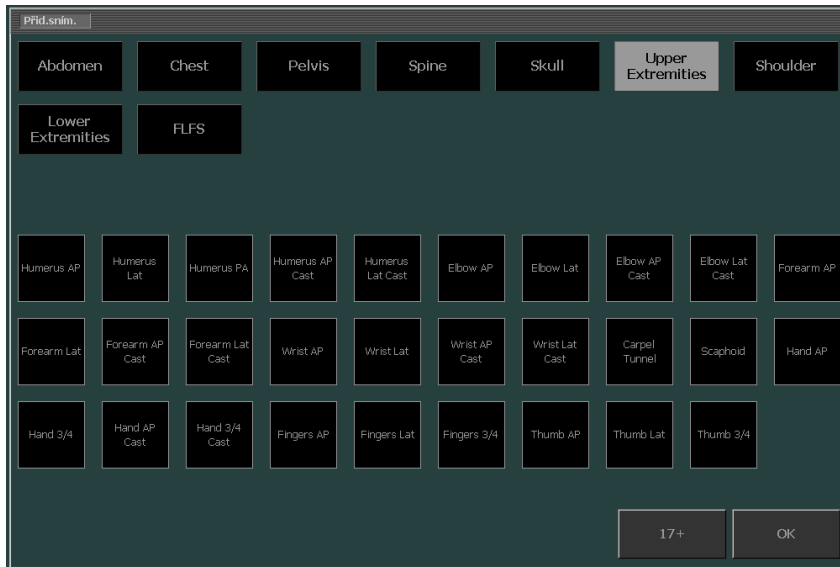 Přid.sním.
Abdomen
Chest
Pelvis
Spine
Skull
Upper
Extremities
Shoulder
Lower
Extremities
FLFS
Humerus AP
Humerus
Lat
Humerus PA
Humerus AP
Cast
Humerus
Lat Cast
Elbow AP
Elbow Lat
Elbow AP
Cast
Elbow Lat
Cast
Forearm AP
Forearm Lat
Forearm AP
Cast
Forearm Lat
Cast
Wrist AP
Wrist Lat
Wrist AP
Cast
Wrist Lat
Cast
Carpel
Tunnel
Scaphoid
Hand AP
Hand 3/4
Hand AP
Cast
Hand 3/4
Cast
Fingers AP
Fingers Lat
Fingers 3/4
Thumb AP
Thumb Lat
Thumb 3/4
17+
OK